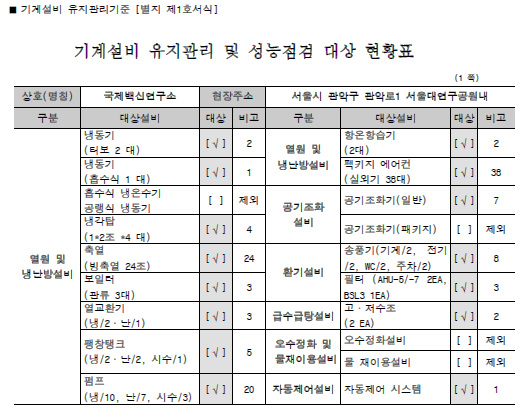 ■ 기계설비 유지관리기준 [별지 제1호서식]
기계설비 유지관리 및 성능점검 대상 현황표
(1 쪽)
상호(명칭) 국제백신연구소 현장주소 서울시 관악구 관악로1 서울대연구공원내
구분 대상설비 대상 비고 구분 대상설비 대상 비고
열원 및
냉난방설비
냉동기
(터보 2 대) [√] 2
냉동기
(흡수식 1 대) [√] 1
흡수식 냉온수기
공랭식 냉동기 [ ] 제외
냉각탑
(1*2조 *4 대) [√] 4
축열
(빙축열 24조) [√] 24
보일러
(관류 3대) [√] 3
열교환기
(냉/2ㆍ난/1) [√] 3
팽창탱크
(냉/2ㆍ난/2, 시수/1) [√] 5
펌프
(냉/10, 난/7, 시수/3) [√] 20
열원 및
냉난방설비
항온항습기
(2대) [√] 2
팩키지 에어컨
(실외기 38대) [√] 38
공기조화
설비
공기조화기(일반) [√] 7
공기조화기(패키지) [ ] 제외
환기설비
송풍기(기계/2, 전기
/2, WC/2, 주차/2) [√] 8
필터 (AHU-6/-7 2EA,
BSL3 1EA) [√] 3
급수급탕설비
고ㆍ저수조
(2 EA) [√] 2
오수정화 및
물재이용설비
오수정화설비 [ ] 제외
물 재이용설비 [ ] 제외
자동제어설비 자동제어 시스템 [√] 1